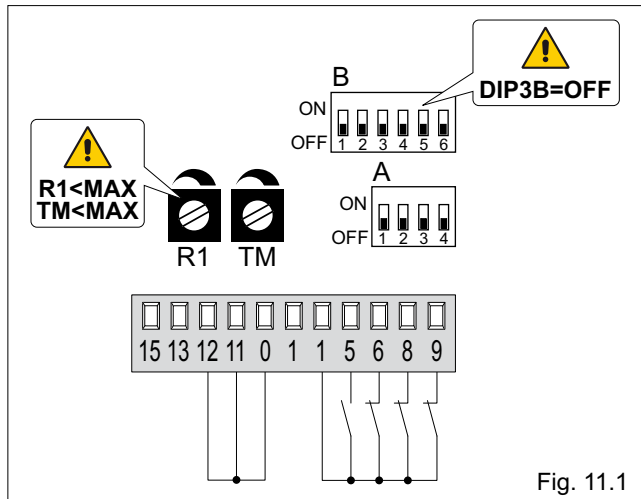 B
ON
OFF
1 2 3 4 5 6
DIP3B=OFF
R1<MAX
TM<MAX
R1 TM
A
ON
OFF
1 2 3 4
15 13 12 11 0 1 1 5 6 8 9
Fig. 11.1